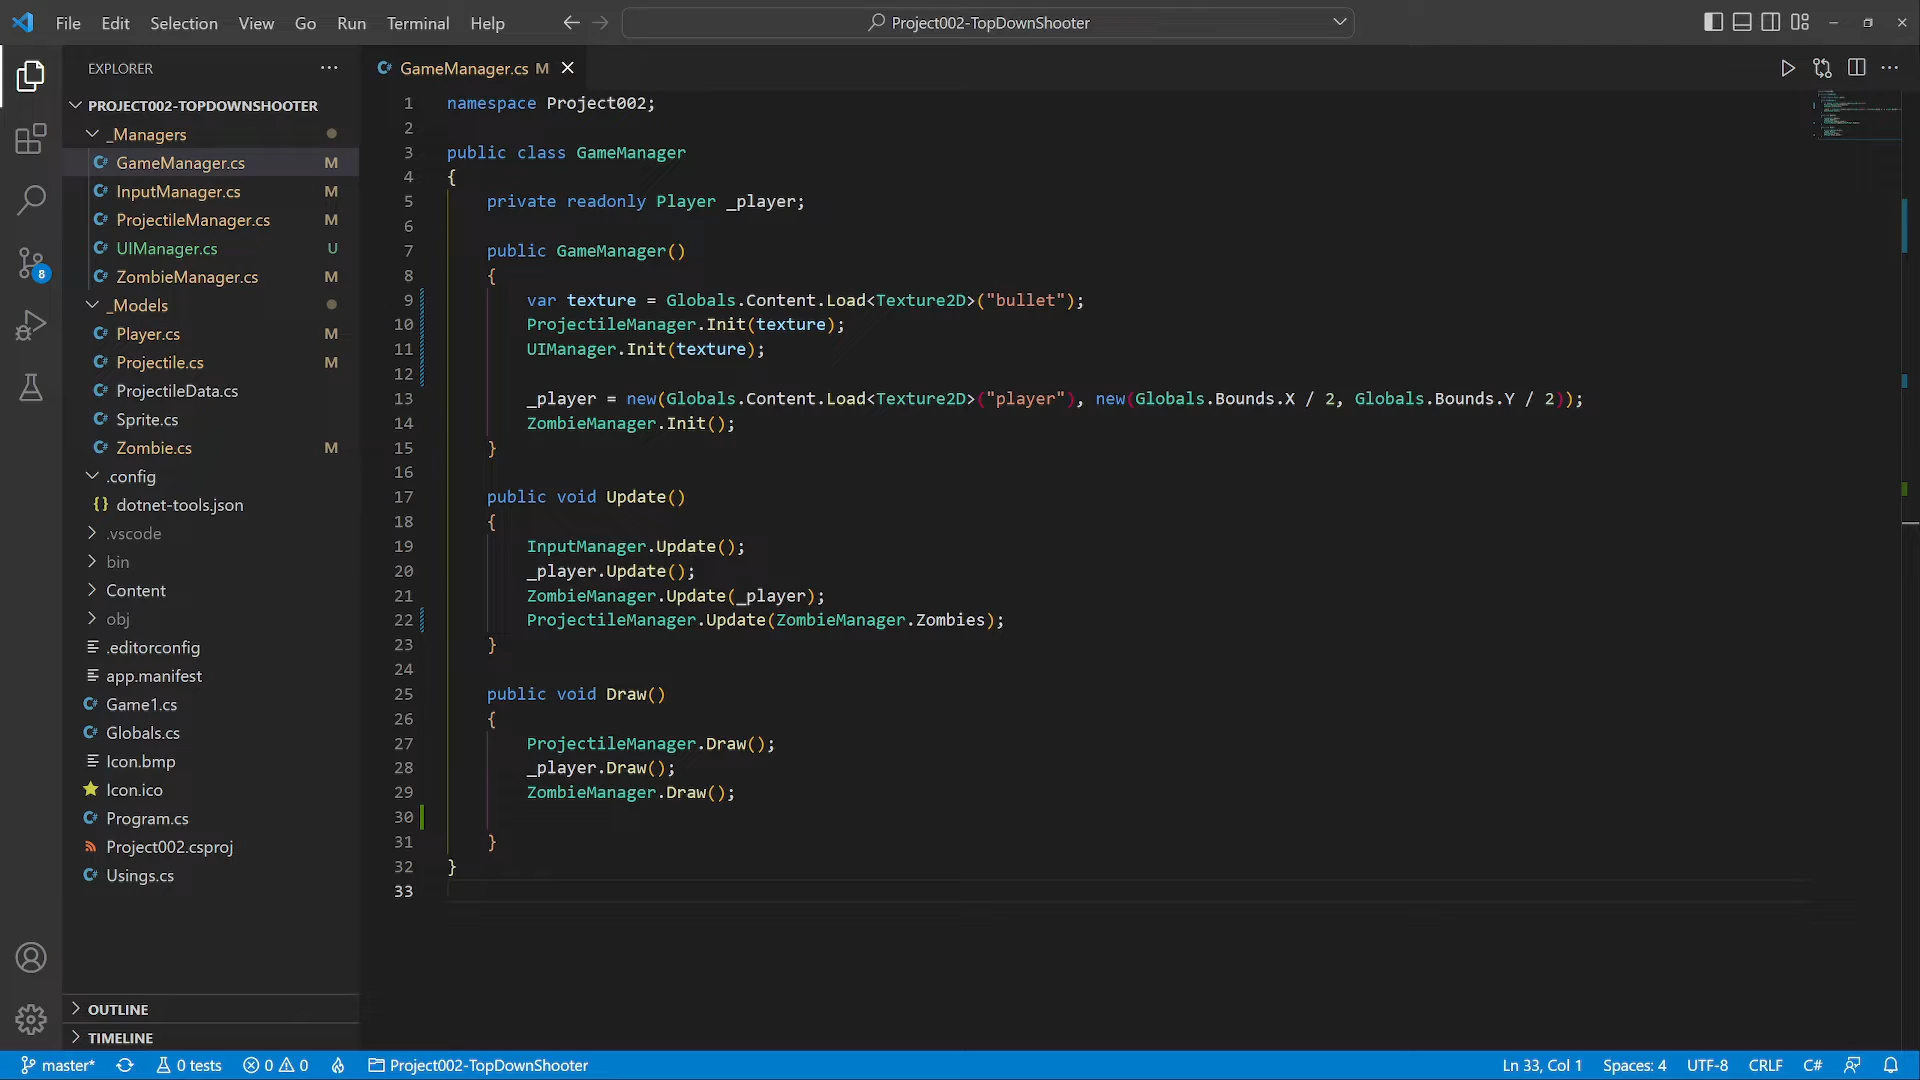 File Edit Selection View Go Run Terminal Help
Project002-TopDownShooter
EXPLORER
PROJECT002-TOPDOWNSHOOTER
_Managers
GameManager.cs M
InputManager.cs M
ProjectileManager.cs M
UIManager.cs U
ZombieManager.cs M
_Models
Player.cs M
Projectile.cs M
ProjectileData.cs
Sprite.cs
Zombie.cs M
.config
{} dotnet-tools.json
.vscode
bin
Content
obj
.editorconfig
app.manifest
Game1.cs
Globals.cs
Icon.bmp
Icon.ico
Program.cs
Project002.csproj
Usings.cs
OUTLINE
TIMELINE
8
GameManager.cs M
1 namespace Project002;
2
3 public class GameManager
4 {
5 private readonly Player _player;
6
7 public GameManager()
8 {
9 var texture = Globals.Content.Load<Texture2D>("bullet");
10 ProjectileManager.Init(texture);
11 UIManager.Init(texture);
12
13 _player = new(Globals.Content.Load<Texture2D>("player"), new(Globals.Bounds.X / 2, Globals.Bounds.Y / 2));
14 ZombieManager.Init();
15 }
16
17 public void Update()
18 {
19 InputManager.Update();
20 _player.Update();
21 ZombieManager.Update(_player);
22 ProjectileManager.Update(ZombieManager.Zombies);
23 }
24
25 public void Draw()
26 {
27 ProjectileManager.Draw();
28 _player.Draw();
29 ZombieManager.Draw();
30
31 }
32 }
33
master* 0 tests 0 0 Project002-TopDownShooter Ln 33, Col 1 Spaces: 4 UTF-8 CRLF C#